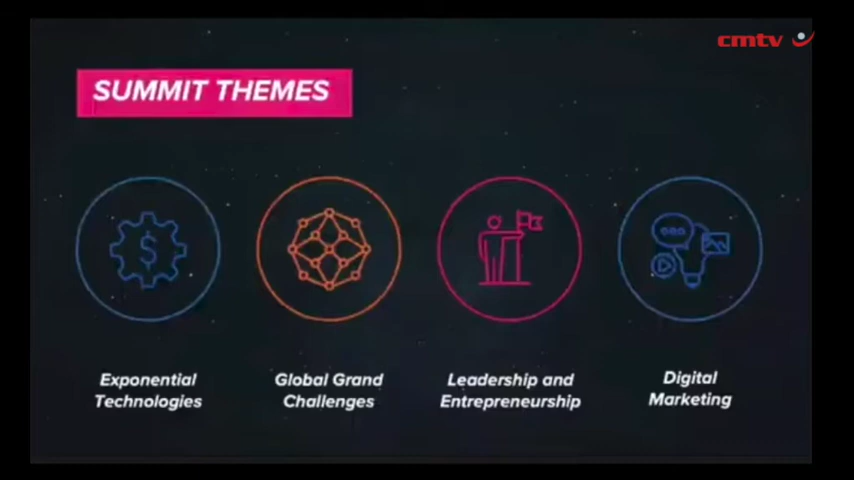 cmtv
SUMMIT THEMES
Exponential
Technologies
Global Grand
Challenges
Leadership and
Entrepreneurship
Digital
Marketing